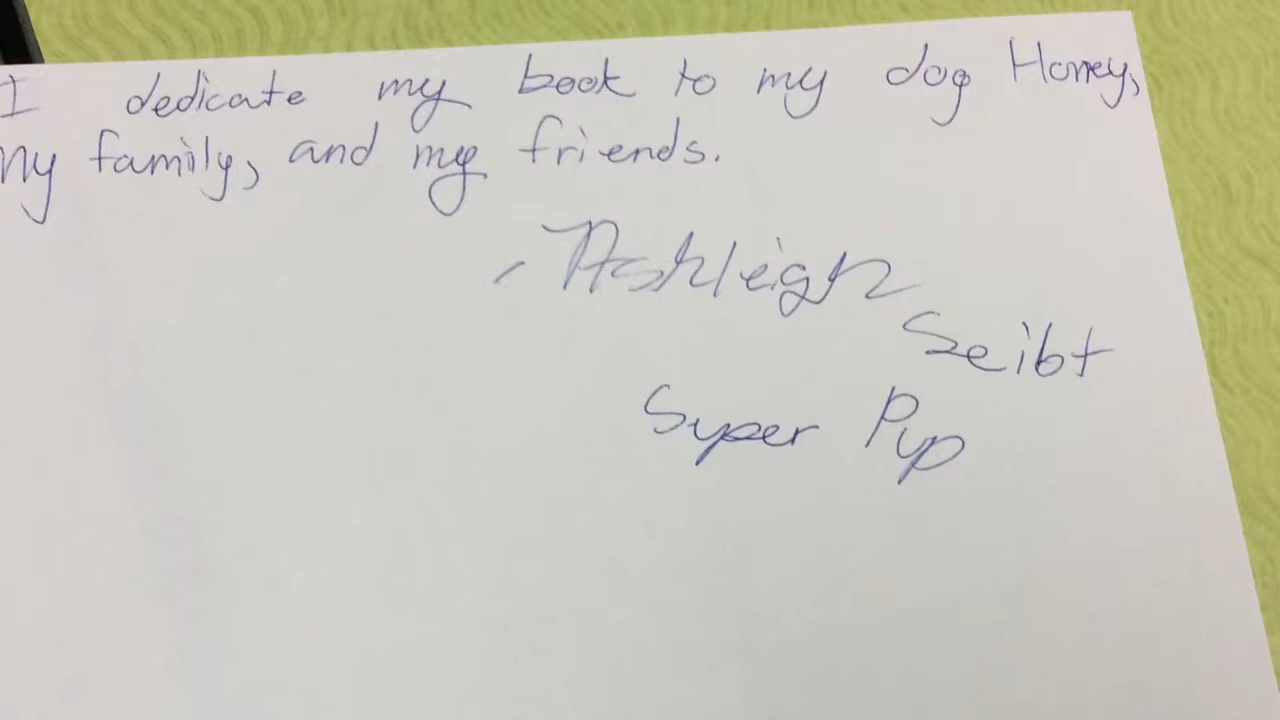 I dedicate my book to my dog Honey,
my family, and my friends.
- Ashleigh
Seibt
Super Pup